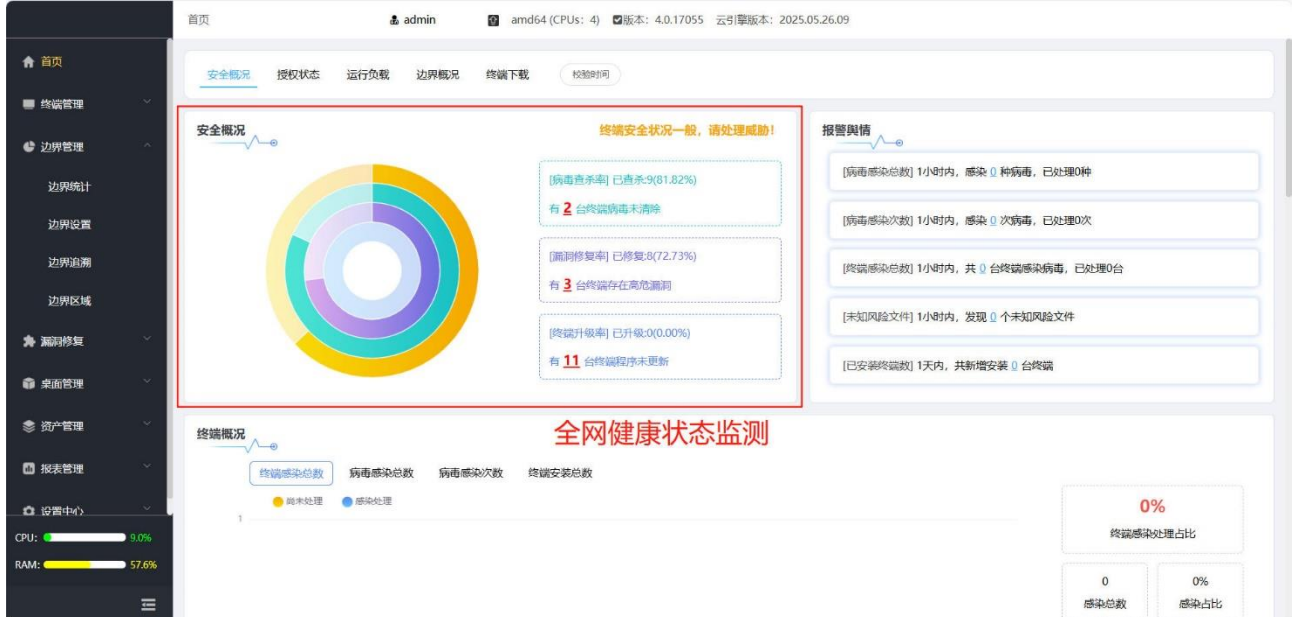 首页 admin amd64 (CPUs: 4) 版本: 4.0.17055 云引擎版本: 2025.05.26.09
首页
终端管理
边界管理
边界统计
边界设置
边界追溯
边界区域
漏洞修复
桌面管理
资产管理
报表管理
设置中心
CPU: 9.0%
RAM: 57.6%
安全概况 授权状态 运行负载 边界概况 终端下载 校验时间
安全概况
终端安全状况一般，请处理威胁！
[病毒查杀率] 已查杀:9(81.82%)
有 2 台终端病毒未清除
[漏洞修复率] 已修复:8(72.73%)
有 3 台终端存在高危漏洞
[终端升级率] 已升级:0(0.00%)
有 11 台终端程序未更新
报警舆情
[病毒感染总数] 1小时内，感染 0 种病毒，已处理0种
[病毒感染次数] 1小时内，感染 0 次病毒，已处理0次
[终端感染总数] 1小时内，共 0 台终端感染病毒，已处理0台
[未知风险文件] 1小时内，发现 0 个未知风险文件
[已安装终端数] 1天内，共新增安装 0 台终端
全网健康状态监测
终端概况
终端感染总数 病毒感染总数 病毒感染次数 终端安装总数
尚未处理 感染处理
1
0%
终端感染处理占比
0 0%
感染总数 感染占比